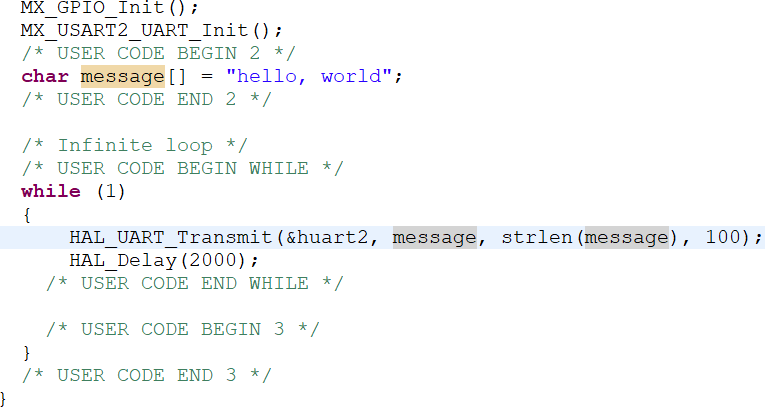 MX_GPIO_Init();
MX_USART2_UART_Init();
/* USER CODE BEGIN 2 */
char message[] = "hello, world";
/* USER CODE END 2 */
/* Infinite loop */
/* USER CODE BEGIN WHILE */
while (1)
{
HAL_UART_Transmit(&huart2, message, strlen(message), 100);
HAL_Delay(2000);
/* USER CODE END WHILE */
/* USER CODE BEGIN 3 */
}
/* USER CODE END 3 */
}